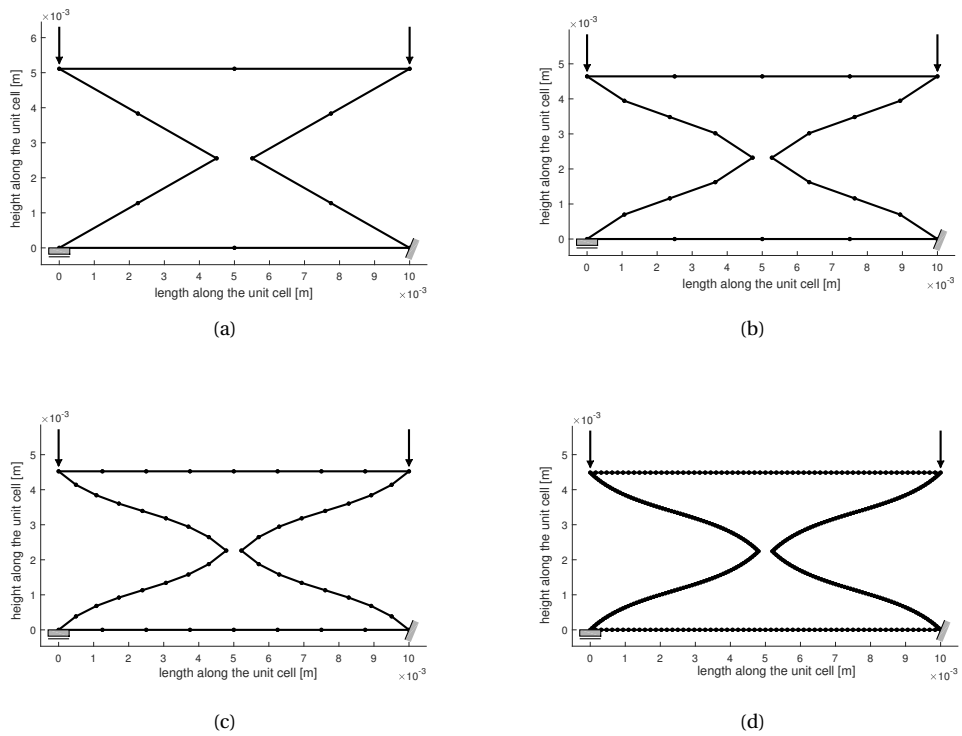 ×10-3
6
5
4
3
2
1
0
height along the unit cell [m]
0 1 2 3 4 5 6 7 8 9 10
length along the unit cell [m]
×10-3
(a)
×10-3
5
4
3
2
1
0
height along the unit cell [m]
0 1 2 3 4 5 6 7 8 9 10
length along the unit cell [m]
×10-3
(b)
×10-3
5
4
3
2
1
0
height along the unit cell [m]
0 1 2 3 4 5 6 7 8 9 10
length along the unit cell [m]
×10-3
(c)
×10-3
5
4
3
2
1
0
height along the unit cell [m]
0 1 2 3 4 5 6 7 8 9 10
length along the unit cell [m]
×10-3
(d)